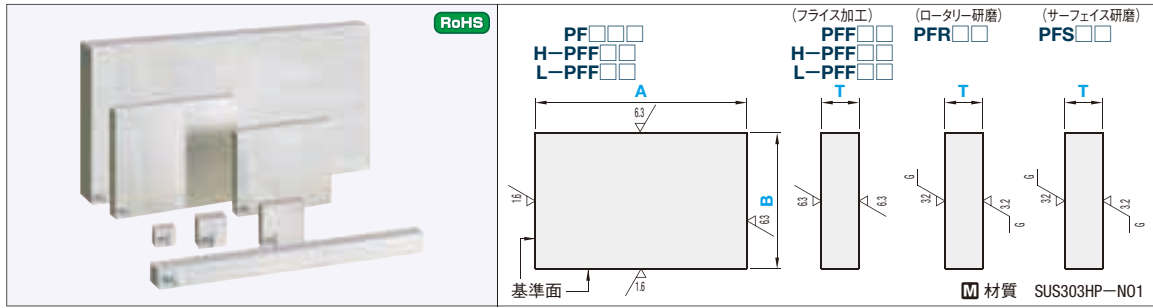 RoHS
PF□□□
H-PFF□□
L-PFF□□
(フライス加工)
PFF□□
H-PFF□□
L-PFF□□
(ロータリー研磨)
PFR□□
(サーフェイス研磨)
PFS□□
A
T
T
T
6.3
1.6
B
6.3
1.6
基準面
6.3
6.3
G
3.2
3.2
G
G
3.2
3.2
G
M 材質 SUS303HP-NO1